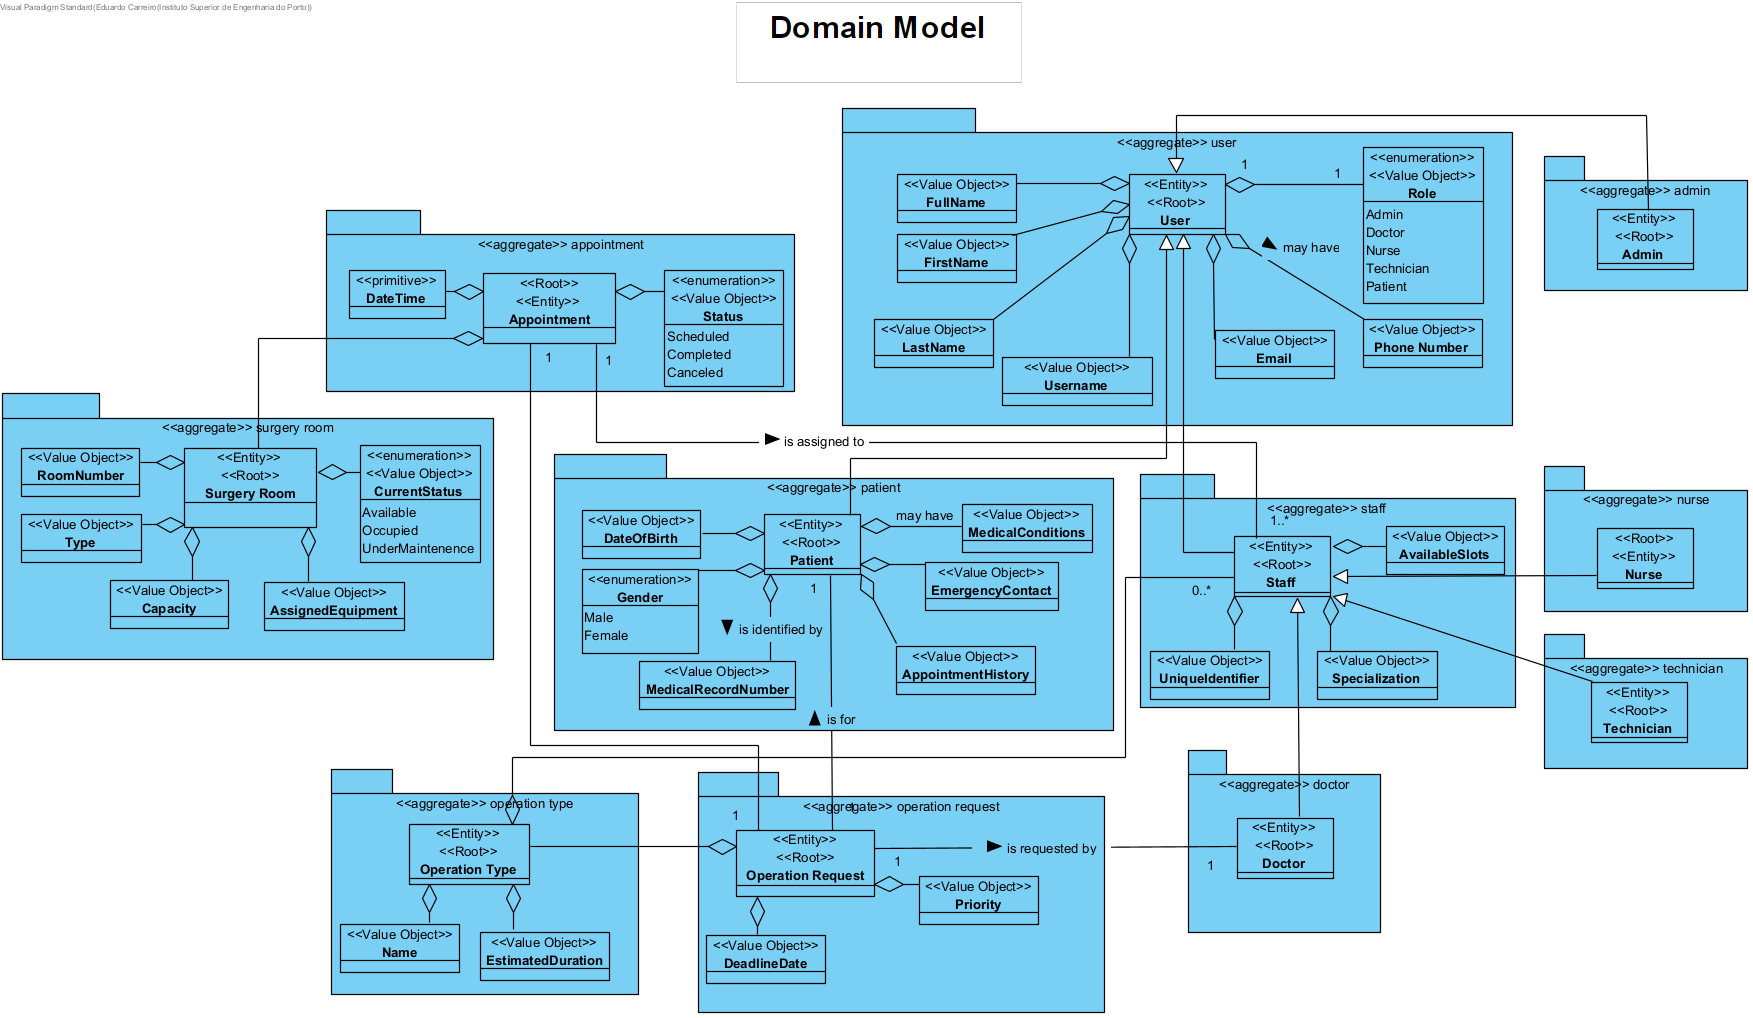 Visual Paradigm Standard(Eduardo Carreiro(Instituto Superior de Engenharia do Porto))
Domain Model
<<aggregate>> user
<<Value Object>>
FullName
<<Value Object>>
FirstName
<<Value Object>>
LastName
<<Value Object>>
Username
<<Entity>>
<<Root>>
User
1
1
<<enumeration>>
<<Value Object>>
Role
Admin
Doctor
Nurse
Technician
Patient
may have
<<Value Object>>
Email
<<Value Object>>
Phone Number
<<aggregate>> admin
<<Entity>>
<<Root>>
Admin
<<aggregate>> appointment
<<primitive>>
DateTime
<<Root>>
<<Entity>>
Appointment
1
1
<<enumeration>>
<<Value Object>>
Status
Scheduled
Completed
Canceled
is assigned to
<<aggregate>> surgery room
<<Value Object>>
RoomNumber
<<Value Object>>
Type
<<Entity>>
<<Root>>
Surgery Room
<<enumeration>>
<<Value Object>>
CurrentStatus
Available
Occupied
UnderMaintenence
<<Value Object>>
Capacity
<<Value Object>>
AssignedEquipment
<<aggregate>> patient
<<Value Object>>
DateOfBirth
<<enumeration>>
Gender
Male
Female
<<Entity>>
<<Root>>
Patient
1
may have
<<Value Object>>
MedicalConditions
<<Value Object>>
EmergencyContact
is identified by
<<Value Object>>
MedicalRecordNumber
<<Value Object>>
AppointmentHistory
is for
<<aggregate>> staff
1..*
<<Entity>>
<<Root>>
Staff
0..*
<<Value Object>>
AvailableSlots
<<Value Object>>
UniqueIdentifier
<<Value Object>>
Specialization
<<aggregate>> nurse
<<Root>>
<<Entity>>
Nurse
<<aggregate>> technician
<<Entity>>
<<Root>>
Technician
<<aggregate>> operation type
<<Entity>>
<<Root>>
Operation Type
<<Value Object>>
Name
<<Value Object>>
EstimatedDuration
<<aggregate>> operation request
1
1
<<Entity>>
<<Root>>
Operation Request
1
is requested by
<<Value Object>>
Priority
<<Value Object>>
DeadlineDate
<<aggregate>> doctor
<<Entity>>
<<Root>>
Doctor
1